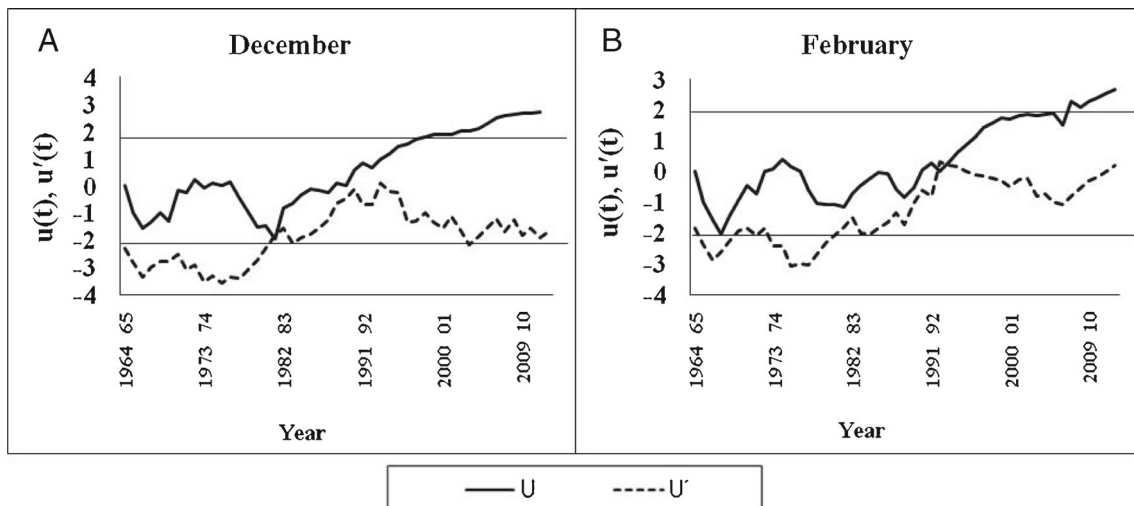 A
December
u(t), u′(t)
4
3
2
1
0
-1
-2
-3
-4
1964 65
1973 74
1982 83
1991 92
2000 01
2009 10
Year
B
February
u(t), u′(t)
3
2
1
0
-1
-2
-3
-4
1964 65
1973 74
1982 83
1991 92
2000 01
2009 10
Year
U
U´